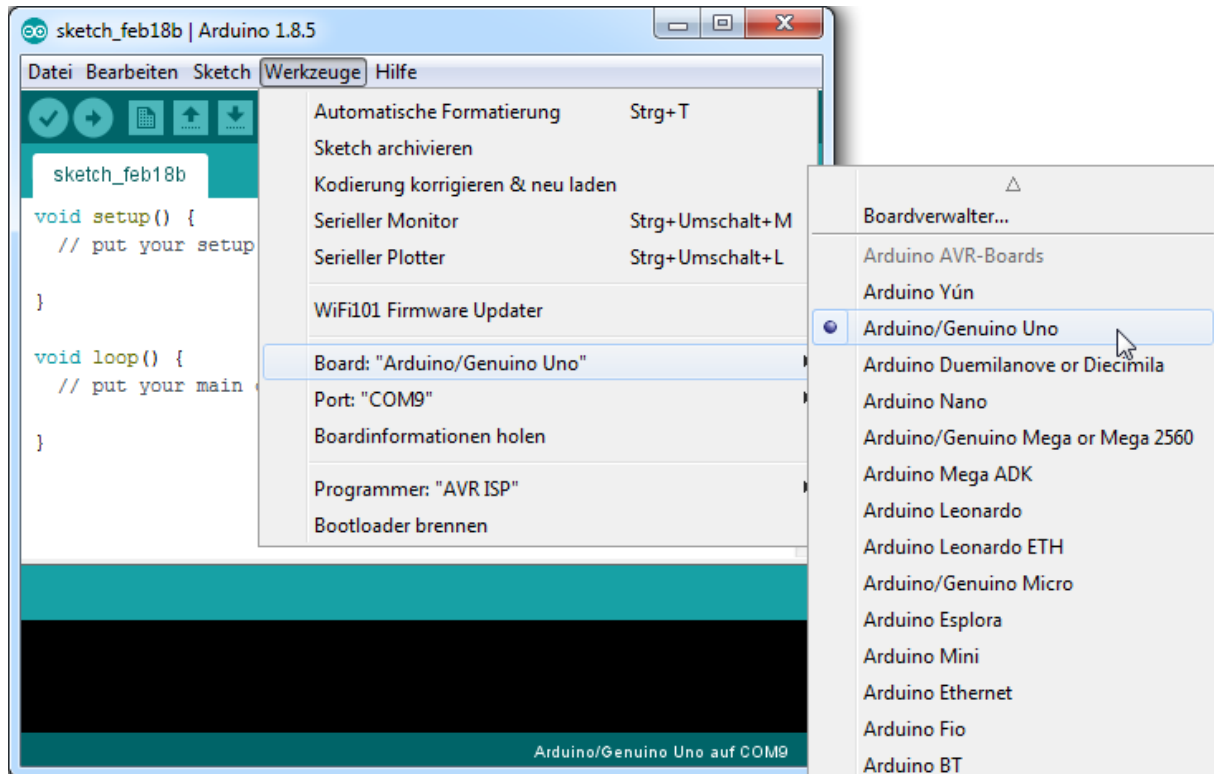 sketch_feb18b | Arduino 1.8.5
Datei Bearbeiten Sketch Werkzeuge Hilfe
sketch_feb18b
void setup() {
// put your setup
}
void loop() {
// put your main
}
Automatische Formatierung Strg+T
Sketch archivieren
Kodierung korrigieren & neu laden
Serieller Monitor Strg+Umschalt+M
Serieller Plotter Strg+Umschalt+L
WiFi101 Firmware Updater
Board: "Arduino/Genuino Uno"
Port: "COM9"
Boardinformationen holen
Programmer: "AVR ISP"
Bootloader brennen
Boardverwalter...
Arduino AVR-Boards
Arduino Yún
Arduino/Genuino Uno
Arduino Duemilanove or Diecimila
Arduino Nano
Arduino/Genuino Mega or Mega 2560
Arduino Mega ADK
Arduino Leonardo
Arduino Leonardo ETH
Arduino/Genuino Micro
Arduino Esplora
Arduino Mini
Arduino Ethernet
Arduino Fio
Arduino BT
Arduino/Genuino Uno auf COM9